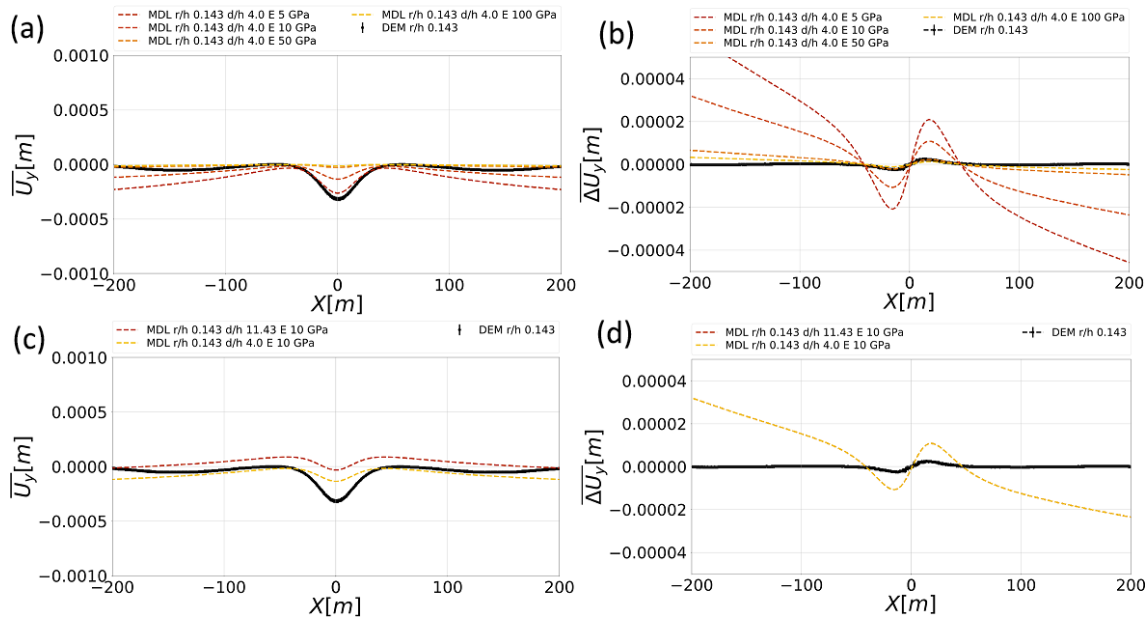 (a)
MDL r/h 0.143 d/h 4.0 E 5 GPa
MDL r/h 0.143 d/h 4.0 E 10 GPa
MDL r/h 0.143 d/h 4.0 E 50 GPa
MDL r/h 0.143 d/h 4.0 E 100 GPa
DEM r/h 0.143
0.0010
0.0005
0.0000
−0.0005
−0.0010
U_y[m]
−200
−100
0
100
200
X[m]
(b)
MDL r/h 0.143 d/h 4.0 E 5 GPa
MDL r/h 0.143 d/h 4.0 E 10 GPa
MDL r/h 0.143 d/h 4.0 E 50 GPa
MDL r/h 0.143 d/h 4.0 E 100 GPa
DEM r/h 0.143
0.00004
0.00002
0.00000
−0.00002
−0.00004
ΔU_y[m]
−200
−100
0
100
200
X[m]
(c)
MDL r/h 0.143 d/h 11.43 E 10 GPa
MDL r/h 0.143 d/h 4.0 E 10 GPa
DEM r/h 0.143
0.0010
0.0005
0.0000
−0.0005
−0.0010
U_y[m]
−200
−100
0
100
200
X[m]
(d)
MDL r/h 0.143 d/h 11.43 E 10 GPa
MDL r/h 0.143 d/h 4.0 E 10 GPa
DEM r/h 0.143
0.00004
0.00002
0.00000
−0.00002
−0.00004
ΔU_y[m]
−200
−100
0
100
200
X[m]